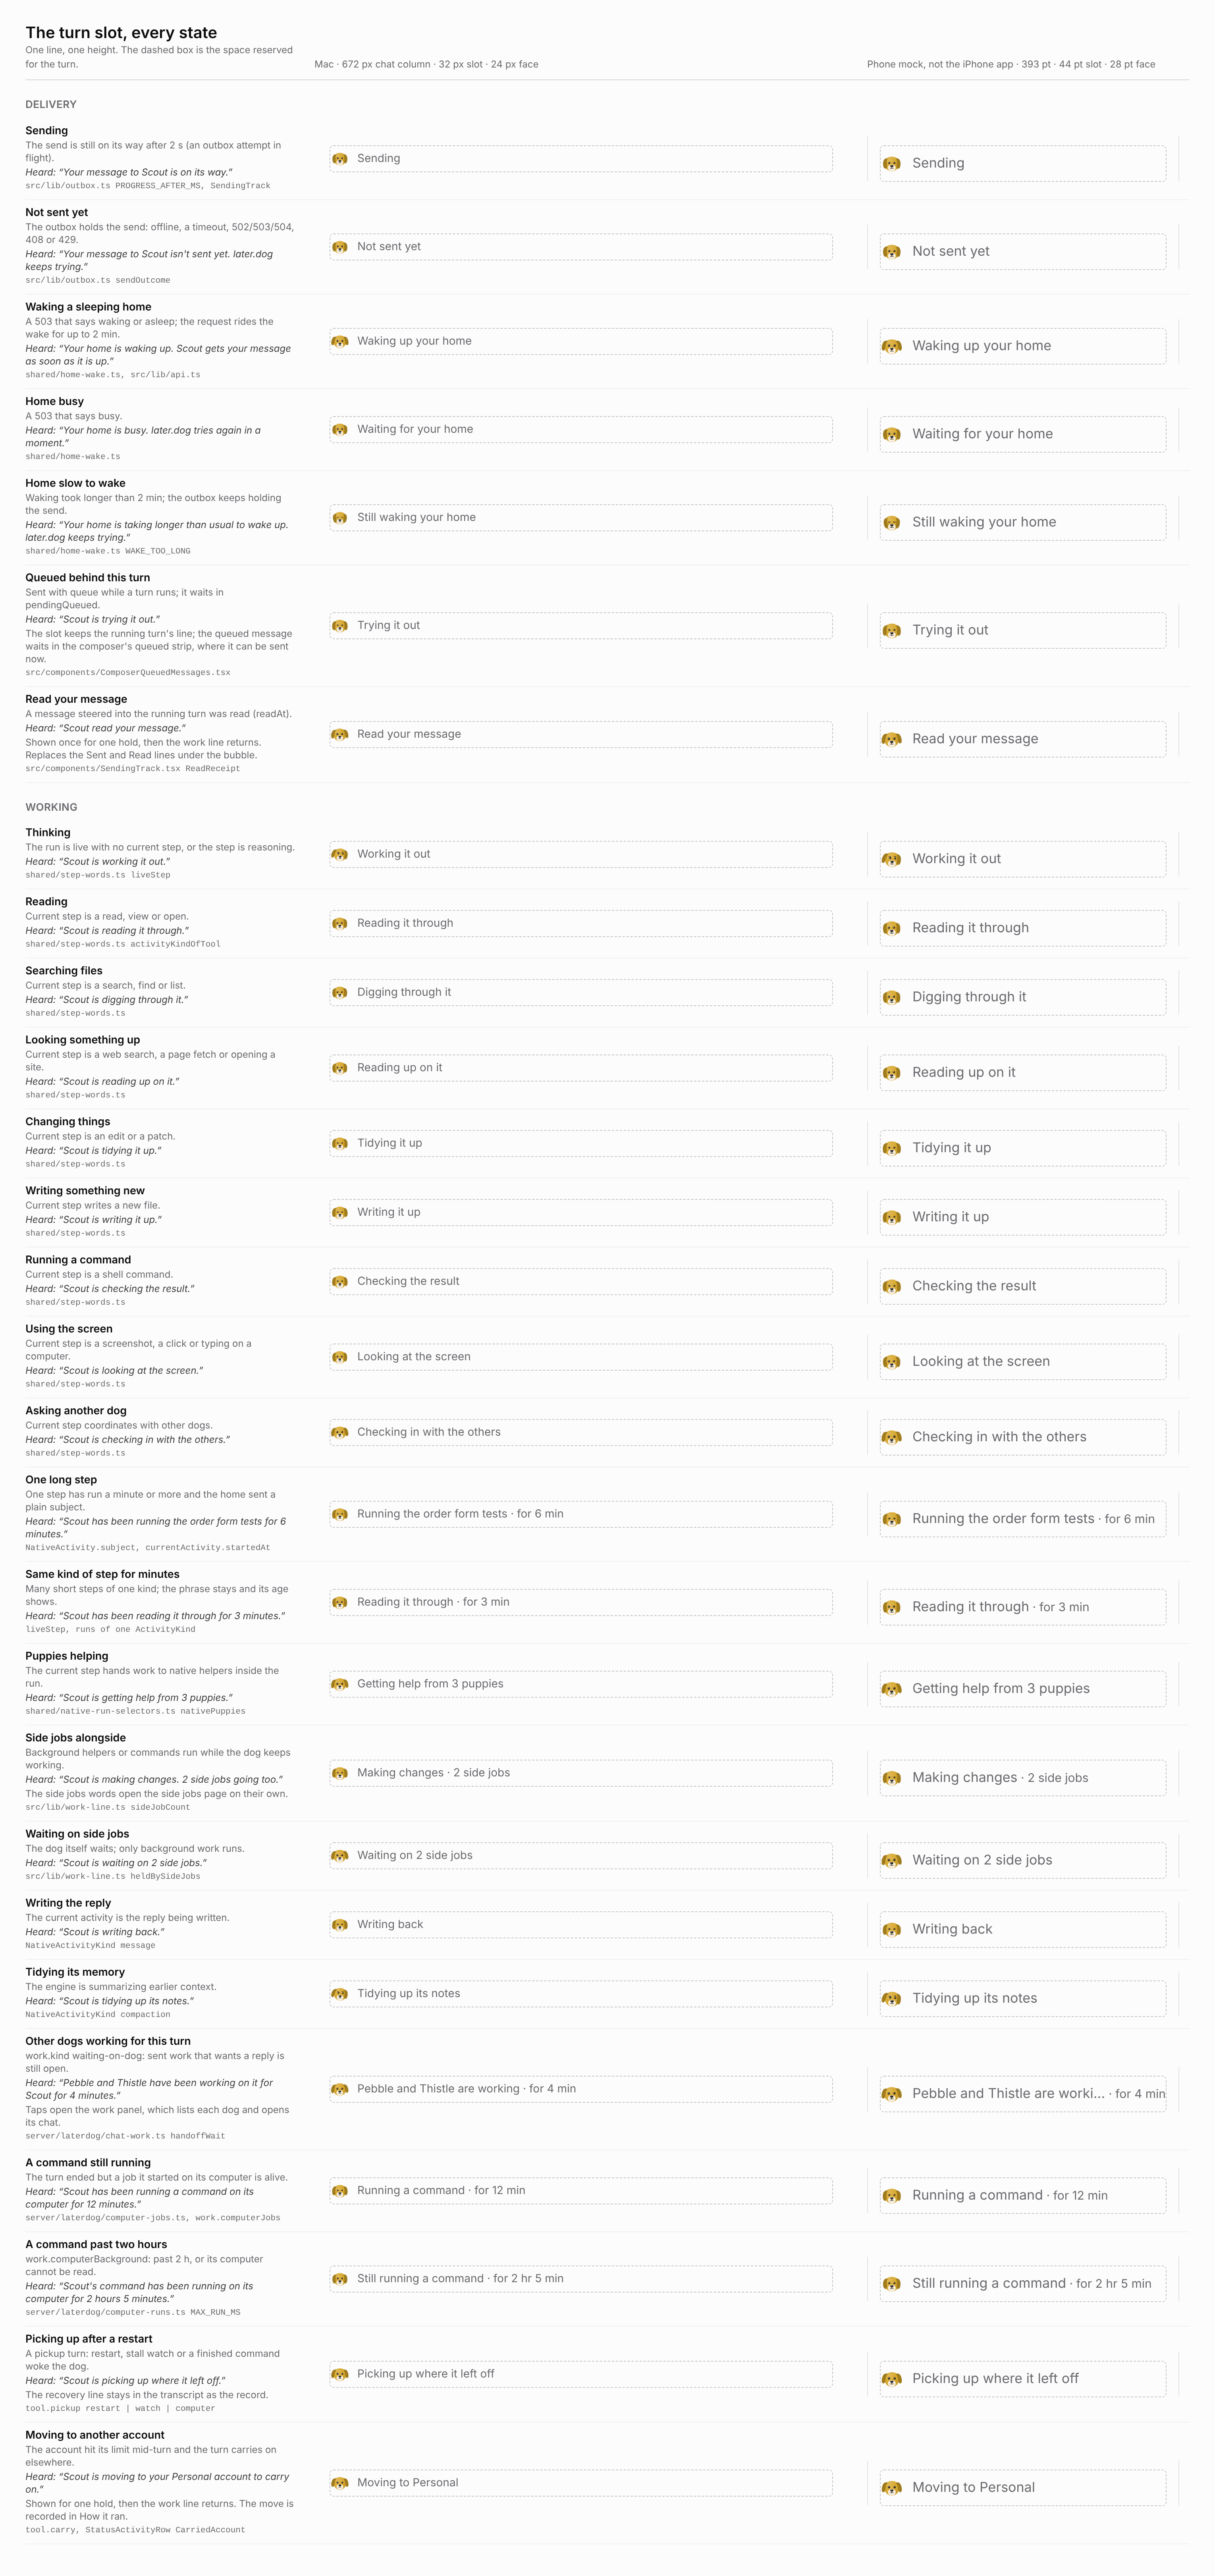 The turn slot, every state
One line, one height. The dashed box is the space reserved
for the turn.
Mac · 672 px chat column · 32 px slot · 24 px face
Phone mock, not the iPhone app · 393 pt · 44 pt slot · 28 pt face
DELIVERY
Sending
The send is still on its way after 2 s (an outbox attempt in
flight).
Heard: “Your message to Scout is on its way.”
src/lib/outbox.ts PROGRESS_AFTER_MS, SendingTrack
Sending
Sending
Not sent yet
The outbox holds the send: offline, a timeout, 502/503/504,
408 or 429.
Heard: “Your message to Scout isn't sent yet. later.dog
keeps trying.”
src/lib/outbox.ts sendOutcome
Not sent yet
Not sent yet
Waking a sleeping home
A 503 that says waking or asleep; the request rides the
wake for up to 2 min.
Heard: “Your home is waking up. Scout gets your message
as soon as it is up.”
shared/home-wake.ts, src/lib/api.ts
Waking up your home
Waking up your home
Home busy
A 503 that says busy.
Heard: “Your home is busy. later.dog tries again in a
moment.”
shared/home-wake.ts
Waiting for your home
Waiting for your home
Home slow to wake
Waking took longer than 2 min; the outbox keeps holding
the send.
Heard: “Your home is taking longer than usual to wake up.
later.dog keeps trying.”
shared/home-wake.ts WAKE_TOO_LONG
Still waking your home
Still waking your home
Queued behind this turn
Sent with queue while a turn runs; it waits in
pendingQueued.
Heard: “Scout is trying it out.”
The slot keeps the running turn's line; the queued message
waits in the composer's queued strip, where it can be sent
now.
src/components/ComposerQueuedMessages.tsx
Trying it out
Trying it out
Read your message
A message steered into the running turn was read (readAt).
Heard: “Scout read your message.”
Shown once for one hold, then the work line returns.
Replaces the Sent and Read lines under the bubble.
src/components/SendingTrack.tsx ReadReceipt
Read your message
Read your message
WORKING
Thinking
The run is live with no current step, or the step is reasoning.
Heard: “Scout is working it out.”
shared/step-words.ts liveStep
Working it out
Working it out
Reading
Current step is a read, view or open.
Heard: “Scout is reading it through.”
shared/step-words.ts activityKindOfTool
Reading it through
Reading it through
Searching files
Current step is a search, find or list.
Heard: “Scout is digging through it.”
shared/step-words.ts
Digging through it
Digging through it
Looking something up
Current step is a web search, a page fetch or opening a
site.
Heard: “Scout is reading up on it.”
shared/step-words.ts
Reading up on it
Reading up on it
Changing things
Current step is an edit or a patch.
Heard: “Scout is tidying it up.”
shared/step-words.ts
Tidying it up
Tidying it up
Writing something new
Current step writes a new file.
Heard: “Scout is writing it up.”
shared/step-words.ts
Writing it up
Writing it up
Running a command
Current step is a shell command.
Heard: “Scout is checking the result.”
shared/step-words.ts
Checking the result
Checking the result
Using the screen
Current step is a screenshot, a click or typing on a
computer.
Heard: “Scout is looking at the screen.”
shared/step-words.ts
Looking at the screen
Looking at the screen
Asking another dog
Current step coordinates with other dogs.
Heard: “Scout is checking in with the others.”
shared/step-words.ts
Checking in with the others
Checking in with the others
One long step
One step has run a minute or more and the home sent a
plain subject.
Heard: “Scout has been running the order form tests for 6
minutes.”
NativeActivity.subject, currentActivity.startedAt
Running the order form tests · for 6 min
Running the order form tests · for 6 min
Same kind of step for minutes
Many short steps of one kind; the phrase stays and its age
shows.
Heard: “Scout has been reading it through for 3 minutes.”
liveStep, runs of one ActivityKind
Reading it through · for 3 min
Reading it through · for 3 min
Puppies helping
The current step hands work to native helpers inside the
run.
Heard: “Scout is getting help from 3 puppies.”
shared/native-run-selectors.ts nativePuppies
Getting help from 3 puppies
Getting help from 3 puppies
Side jobs alongside
Background helpers or commands run while the dog keeps
working.
Heard: “Scout is making changes. 2 side jobs going too.”
The side jobs words open the side jobs page on their own.
src/lib/work-line.ts sideJobCount
Making changes · 2 side jobs
Making changes · 2 side jobs
Waiting on side jobs
The dog itself waits; only background work runs.
Heard: “Scout is waiting on 2 side jobs.”
src/lib/work-line.ts heldBySideJobs
Waiting on 2 side jobs
Waiting on 2 side jobs
Writing the reply
The current activity is the reply being written.
Heard: “Scout is writing back.”
NativeActivityKind message
Writing back
Writing back
Tidying its memory
The engine is summarizing earlier context.
Heard: “Scout is tidying up its notes.”
NativeActivityKind compaction
Tidying up its notes
Tidying up its notes
Other dogs working for this turn
work.kind waiting-on-dog: sent work that wants a reply is
still open.
Heard: “Pebble and Thistle have been working on it for
Scout for 4 minutes.”
Taps open the work panel, which lists each dog and opens
its chat.
server/laterdog/chat-work.ts handoffWait
Pebble and Thistle are working · for 4 min
Pebble and Thistle are worki... · for 4 min
A command still running
The turn ended but a job it started on its computer is alive.
Heard: “Scout has been running a command on its
computer for 12 minutes.”
server/laterdog/computer-jobs.ts, work.computerJobs
Running a command · for 12 min
Running a command · for 12 min
A command past two hours
work.computerBackground: past 2 h, or its computer
cannot be read.
Heard: “Scout's command has been running on its
computer for 2 hours 5 minutes.”
server/laterdog/computer-runs.ts MAX_RUN_MS
Still running a command · for 2 hr 5 min
Still running a command · for 2 hr 5 min
Picking up after a restart
A pickup turn: restart, stall watch or a finished command
woke the dog.
Heard: “Scout is picking up where it left off.”
The recovery line stays in the transcript as the record.
tool.pickup restart | watch | computer
Picking up where it left off
Picking up where it left off
Moving to another account
The account hit its limit mid-turn and the turn carries on
elsewhere.
Heard: “Scout is moving to your Personal account to carry
on.”
Shown for one hold, then the work line returns. The move is
recorded in How it ran.
tool.carry, StatusActivityRow CarriedAccount
Moving to Personal
Moving to Personal